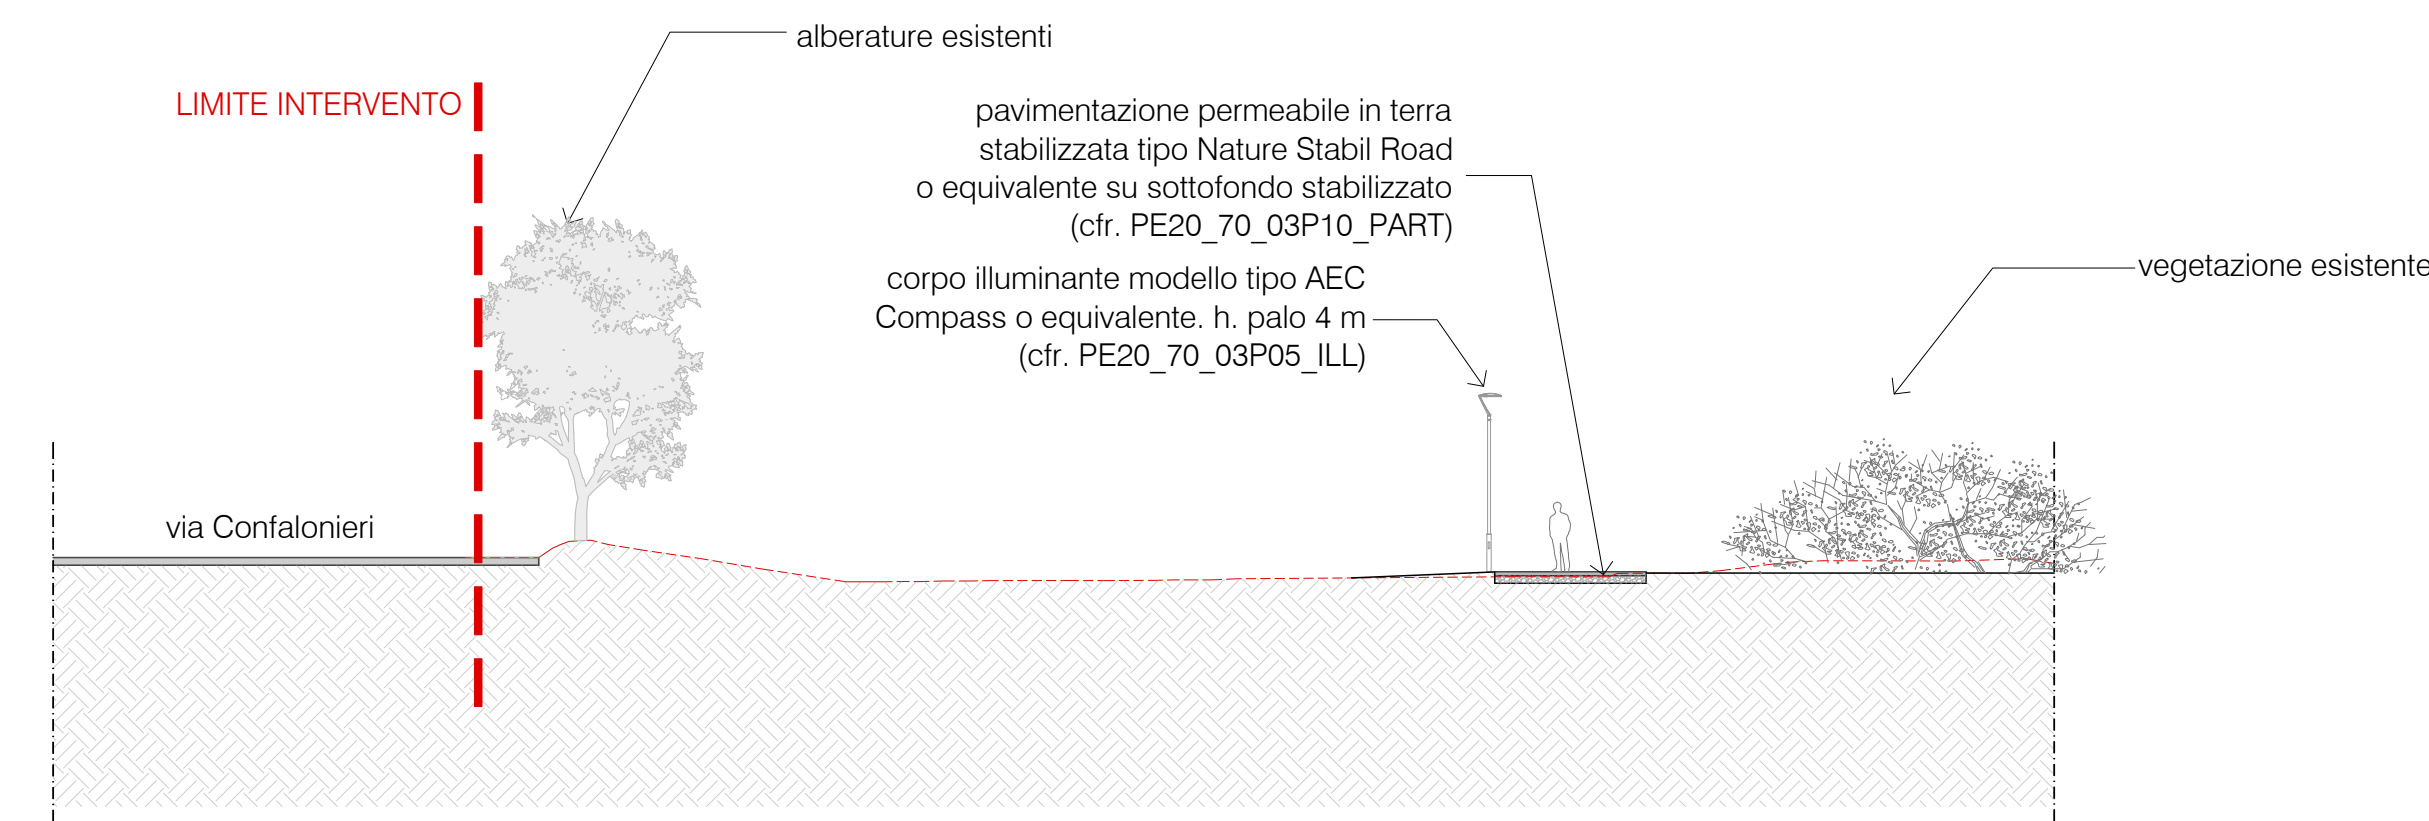 alberature esistenti
LIMITE INTERVENTO
pavimentazione permeabile in terra
stabilizzata tipo Nature Stabil Road
o equivalente su sottofondo stabilizzato
(cfr. PE20_70_03P10_PART)
corpo illuminante modello tipo AEC
Compass o equivalente. h. palo 4 m
(cfr. PE20_70_03P05_ILL)
vegetazione esistente
via Confalonieri